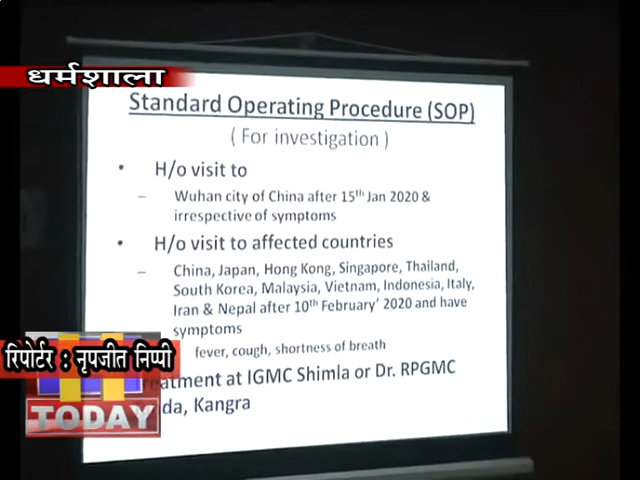 धर्मशाला
Standard Operating Procedure (SOP)
( For investigation )
• H/o visit to
– Wuhan city of China after 15th Jan 2020 &
irrespective of symptoms
• H/o visit to affected countries
– China, Japan, Hong Kong, Singapore, Thailand,
South Korea, Malaysia, Vietnam, Indonesia, Italy,
Iran & Nepal after 10th February' 2020 and have
symptoms
fever, cough, shortness of breath
eatment at IGMC Shimla or Dr. RPGMC
da, Kangra
रिपोर्टर : नृपजीत निप्पी
TODAY